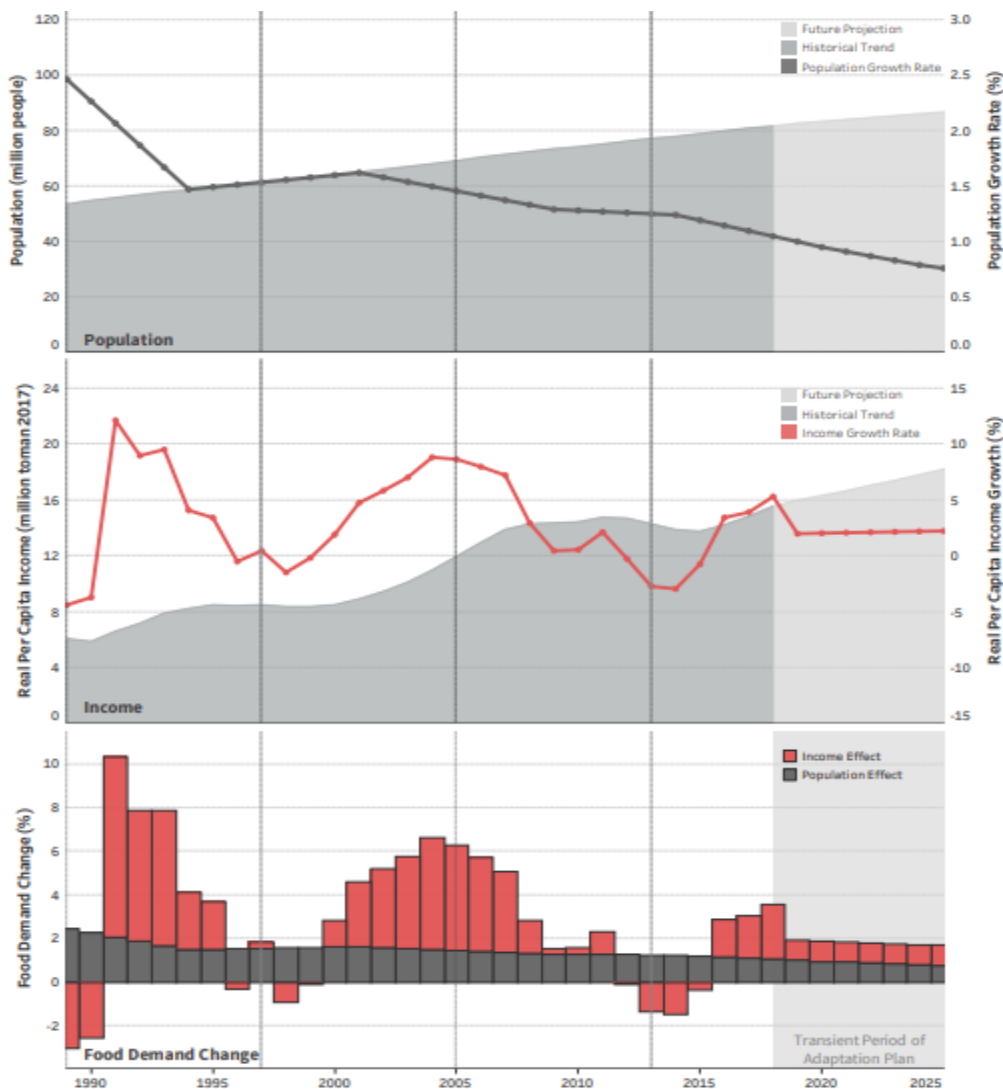 120
100
80
60
40
20
0
Population (million people)
3.0
2.5
2.0
1.5
1.0
0.5
0.0
Population Growth Rate (%)
Future Projection
Historical Trend
Population Growth Rate
Population
24
20
16
12
8
4
0
Real Per Capita Income (million toman 2017)
15
10
5
0
-5
-10
-15
Real Per Capita Income Growth (%)
Future Projection
Historical Trend
Income Growth Rate
Income
10
8
6
4
2
0
-2
Food Demand Change (%)
Income Effect
Population Effect
Food Demand Change
Transient Period of
Adaptation Plan
1990 1995 2000 2005 2010 2015 2020 2025